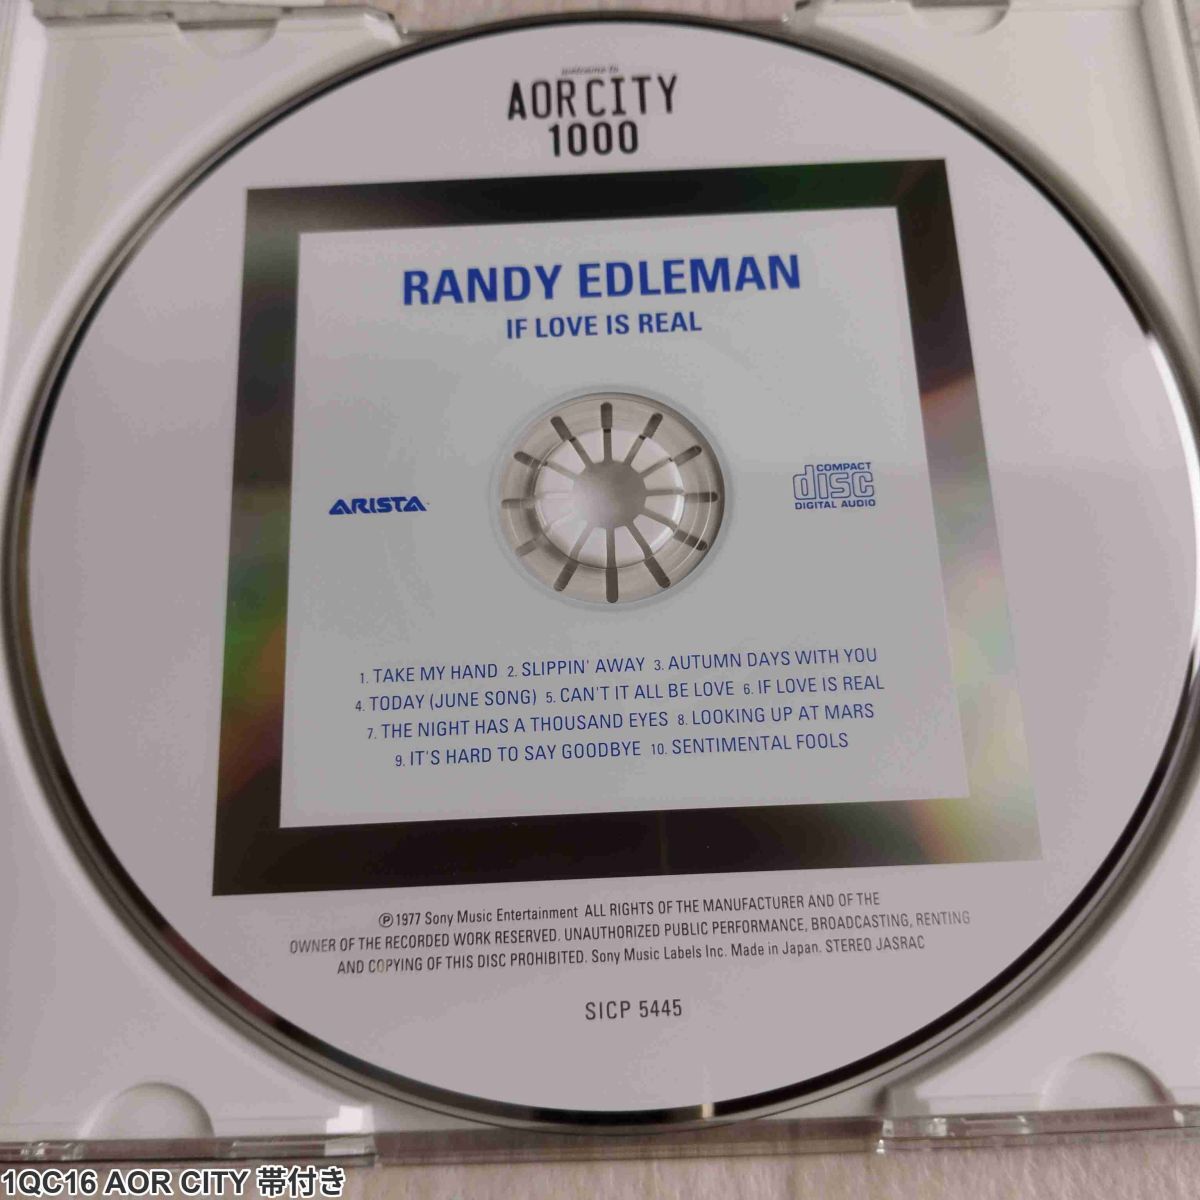 welcome to
AOR CITY
1000
RANDY EDLEMAN
IF LOVE IS REAL
ARISTA
COMPACT
disc
DIGITAL AUDIO
1. TAKE MY HAND 2. SLIPPIN' AWAY 3. AUTUMN DAYS WITH YOU
4. TODAY (JUNE SONG) 5. CAN'T IT ALL BE LOVE 6. IF LOVE IS REAL
7. THE NIGHT HAS A THOUSAND EYES 8. LOOKING UP AT MARS
9. IT'S HARD TO SAY GOODBYE 10. SENTIMENTAL FOOLS
℗1977 Sony Music Entertainment ALL RIGHTS OF THE MANUFACTURER AND OF THE
OWNER OF THE RECORDED WORK RESERVED. UNAUTHORIZED PUBLIC PERFORMANCE, BROADCASTING, RENTING
AND COPYING OF THIS DISC PROHIBITED. Sony Music Labels Inc. Made in Japan. STEREO JASRAC
SICP 5445
1QC16 AOR CITY 帯付き